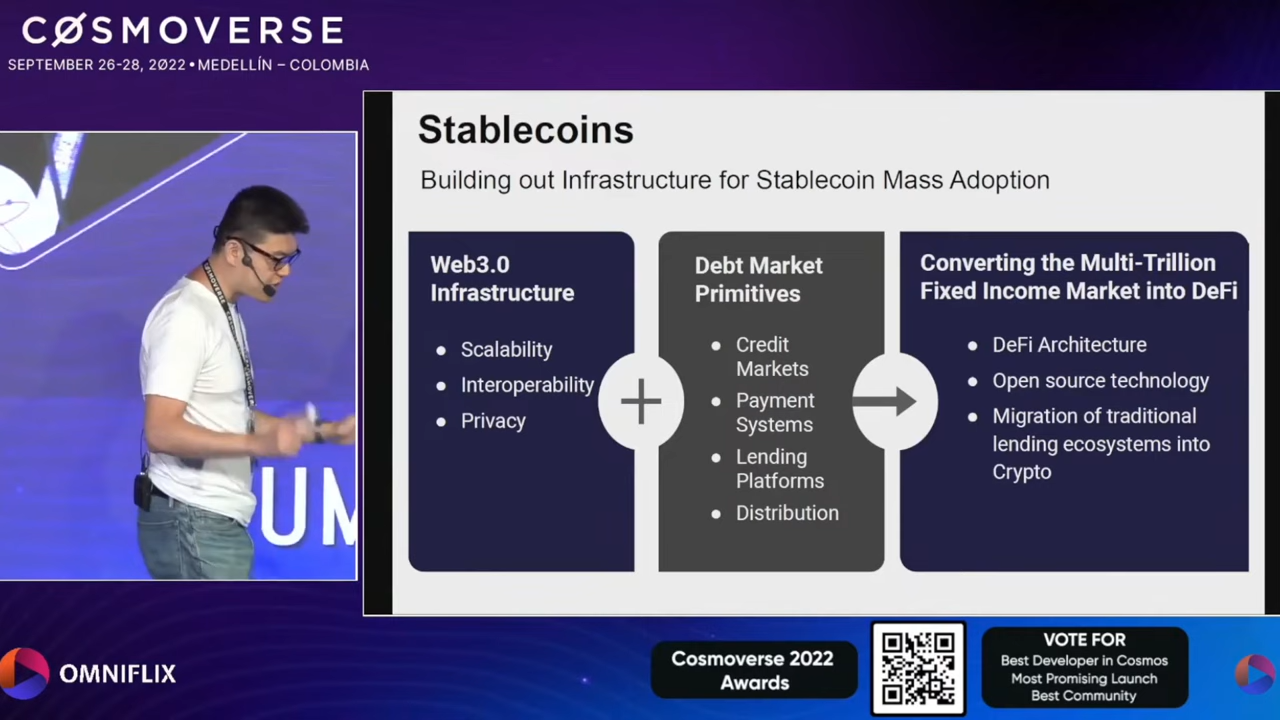 CØSMOVERSE
SEPTEMBER 26-28, 2022 • MEDELLÍN – COLOMBIA
Stablecoins
Building out Infrastructure for Stablecoin Mass Adoption
Web3.0
Infrastructure
● Scalability
● Interoperability
● Privacy
+
Debt Market
Primitives
● Credit
Markets
● Payment
Systems
● Lending
Platforms
● Distribution
Converting the Multi-Trillion
Fixed Income Market into DeFi
● DeFi Architecture
● Open source technology
● Migration of traditional
lending ecosystems into
Crypto
UM
OMNIFLIX
Cosmoverse 2022
Awards
VOTE FOR
Best Developer in Cosmos
Most Promising Launch
Best Community